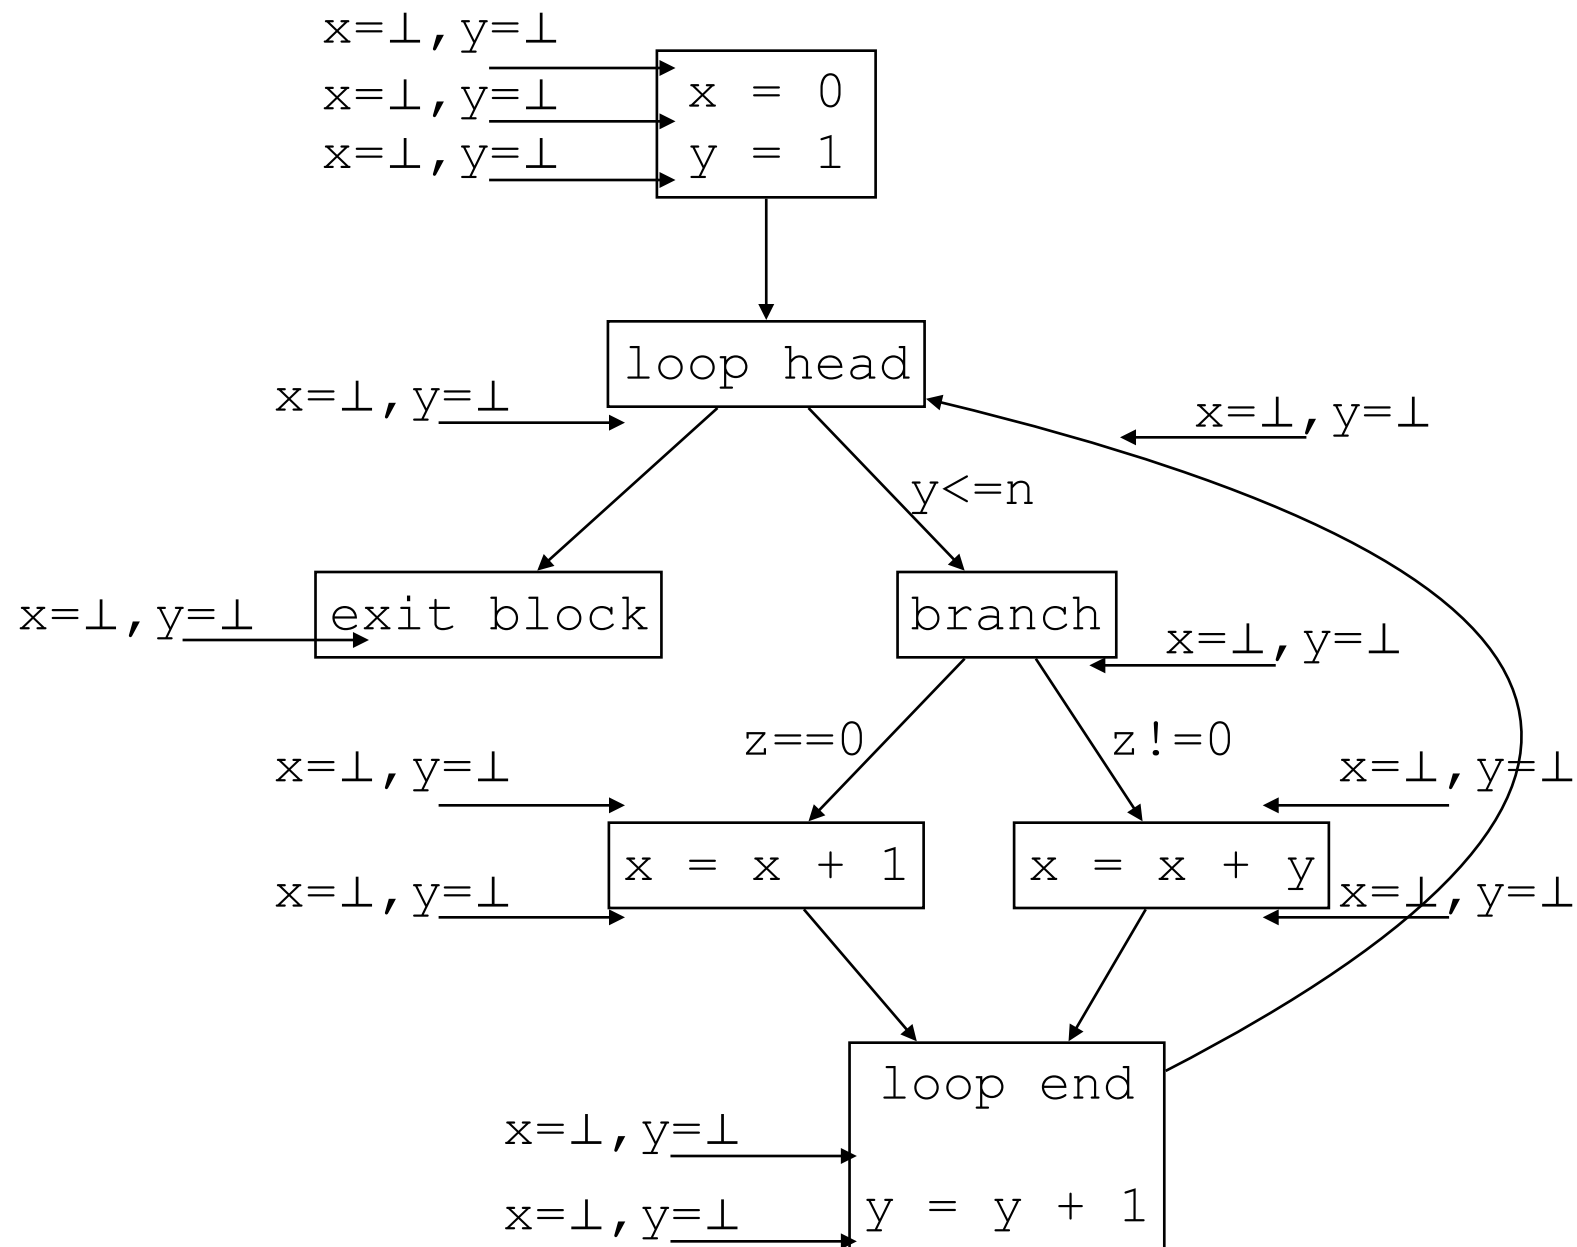 x=⊥,y=⊥
x=⊥,y=⊥
x=⊥,y=⊥
x = 0
y = 1
loop head
x=⊥,y=⊥
x=⊥,y=⊥
y<=n
x=⊥,y=⊥
exit block
branch
x=⊥,y=⊥
z==0
z!=0
x=⊥,y=⊥
x=⊥,y=⊥
x = x + 1
x = x + y
x=⊥,y=⊥
x=⊥,y=⊥
loop end
x=⊥,y=⊥
y = y + 1
x=⊥,y=⊥